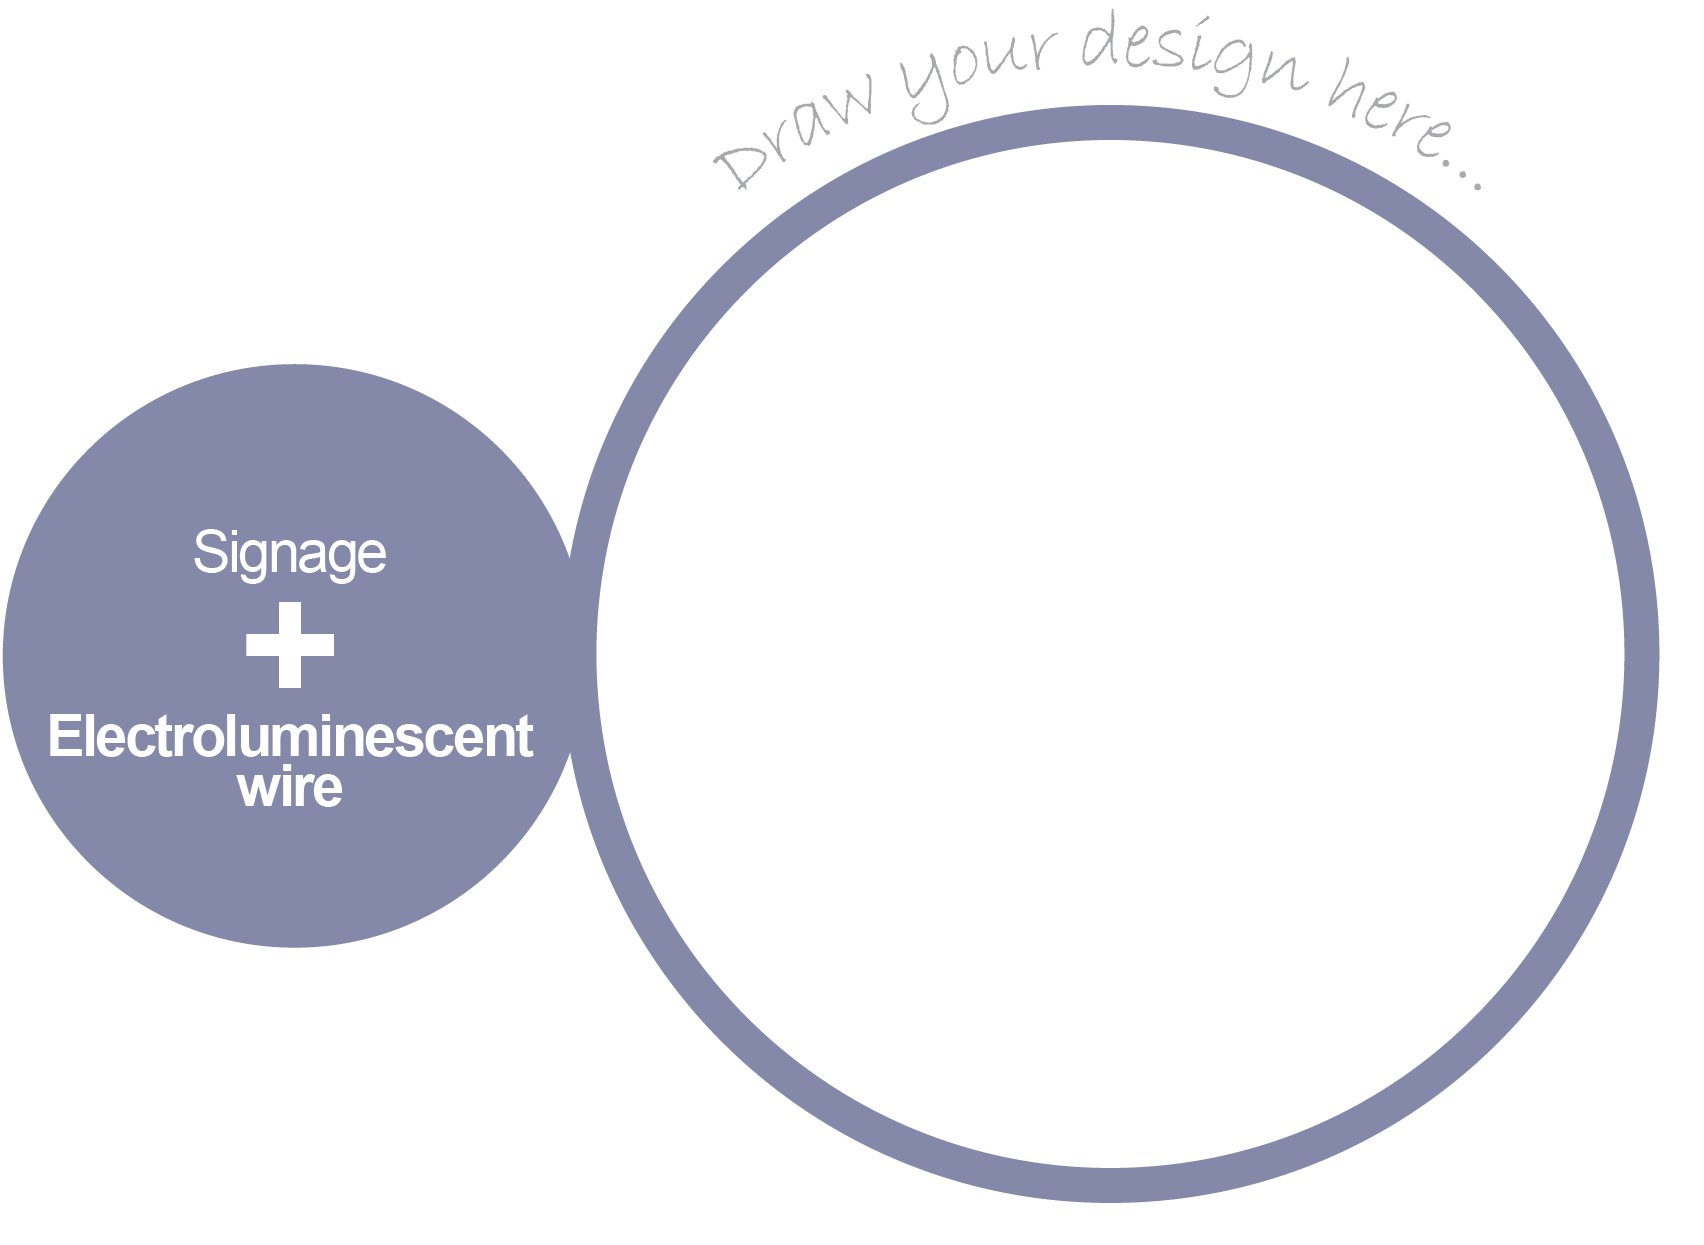 Draw your design here...
Signage
+
Electroluminescent
wire